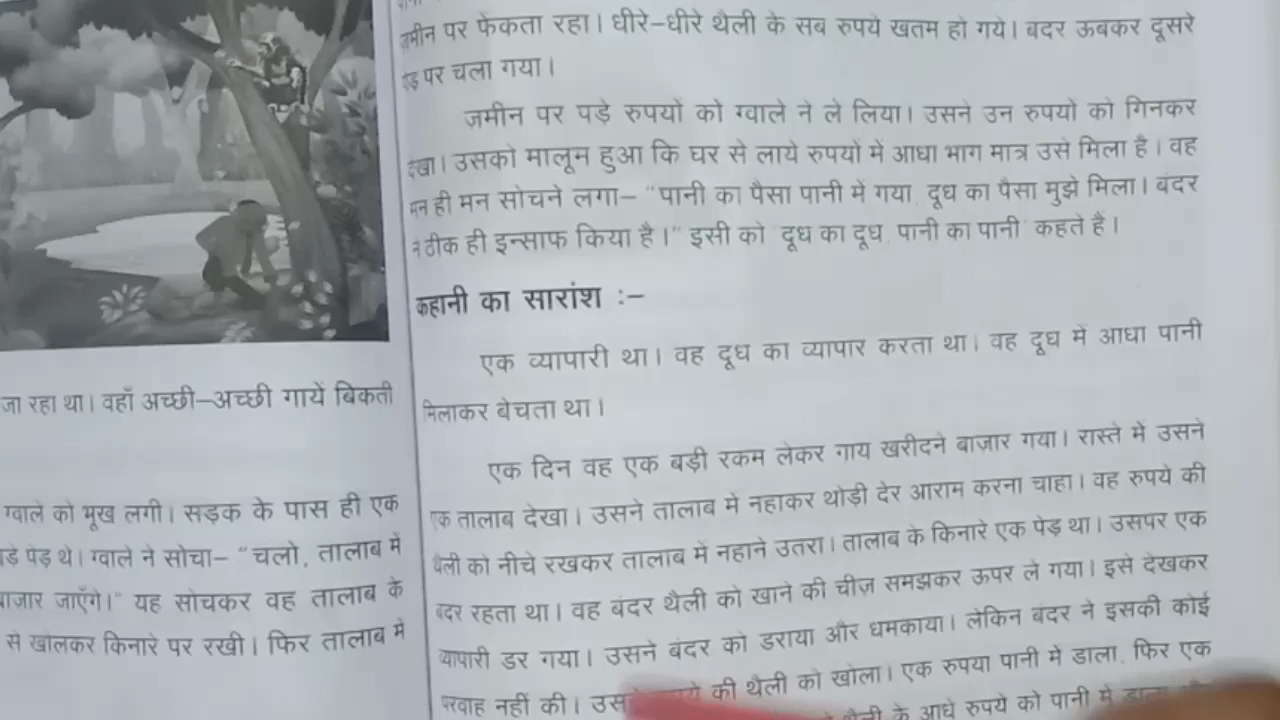 जा रहा था। वहाँ अच्छी–अच्छी गायें बिकती
ग्वाले को भूख लगी। सड़क के पास ही एक
पेड़ थे। ग्वाले ने सोचा– "चलो, तालाब में
जाएँगे।" यह सोचकर वह तालाब के
से खोलकर किनारे पर रखी। फिर तालाब में
पर फेंकता रहा। धीरे–धीरे थैली के सब रुपये खतम हो गये। बंदर ऊबकर दूसरे
पर चला गया।
ज़मीन पर पड़े रुपयों को ग्वाले ने ले लिया। उसने उन रुपयों को गिनकर
उसको मालून हुआ कि घर से लाये रुपयों में आधा भाग मात्र उसे मिला है। वह
ही मन सोचने लगा– "पानी का पैसा पानी में गया, दूध का पैसा मुझे मिला। बंदर
ठीक ही इन्साफ किया है।" इसी को 'दूध का दूध, पानी का पानी' कहते है।
कहानी का सारांश :–
एक व्यापारी था। वह दूध का व्यापार करता था। वह दूध में आधा पानी
मिलाकर बेचता था।
एक दिन वह एक बड़ी रकम लेकर गाय खरीदने बाज़ार गया। रास्ते में उसने
एक तालाब देखा। उसने तालाब में नहाकर थोड़ी देर आराम करना चाहा। वह रुपये की
थैली को नीचे रखकर तालाब में नहाने उतरा। तालाब के किनारे एक पेड़ था। उसपर एक
बंदर रहता था। वह बंदर थैली को खाने की चीज़ समझकर ऊपर ले गया। इसे देखकर
व्यापारी डर गया। उसने बंदर को डराया और धमकाया। लेकिन बंदर ने इसकी कोई
परवाह नहीं की। की थैली को खोला। एक रुपया पानी में डाला, फिर एक
थैली के आधे रुपये को पानी में